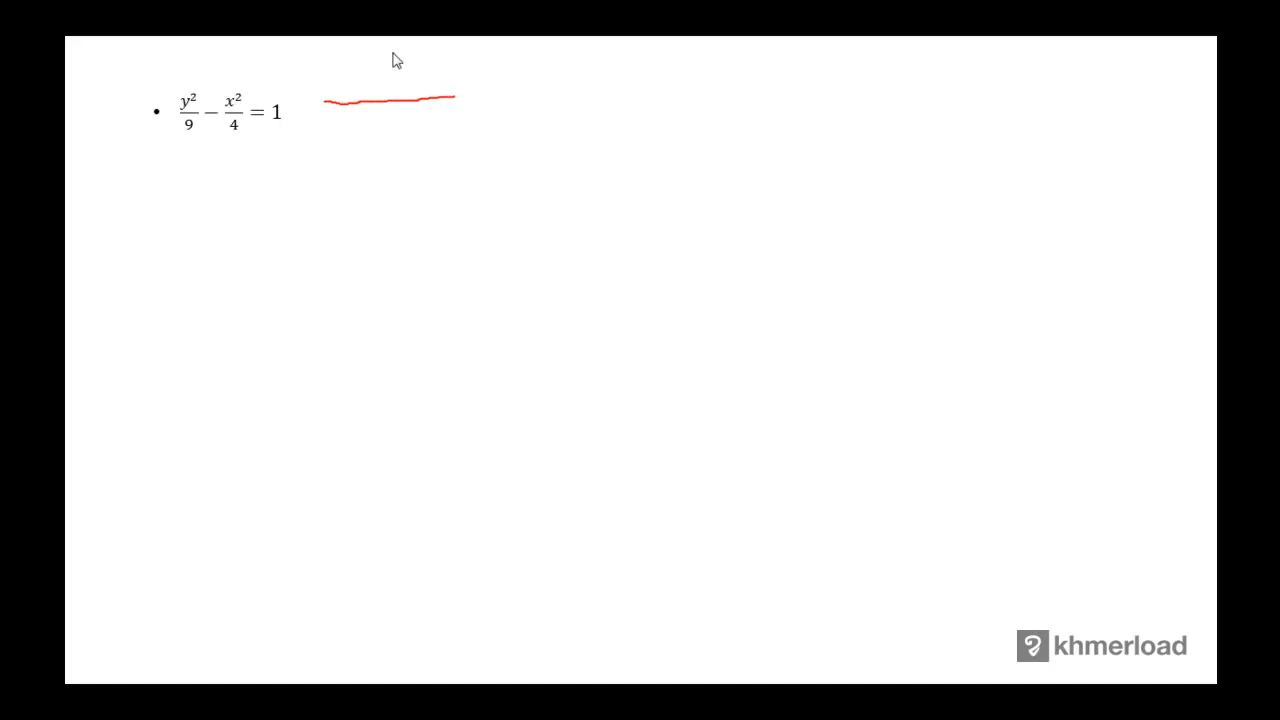 • y²/9 − x²/4 = 1
khmerload